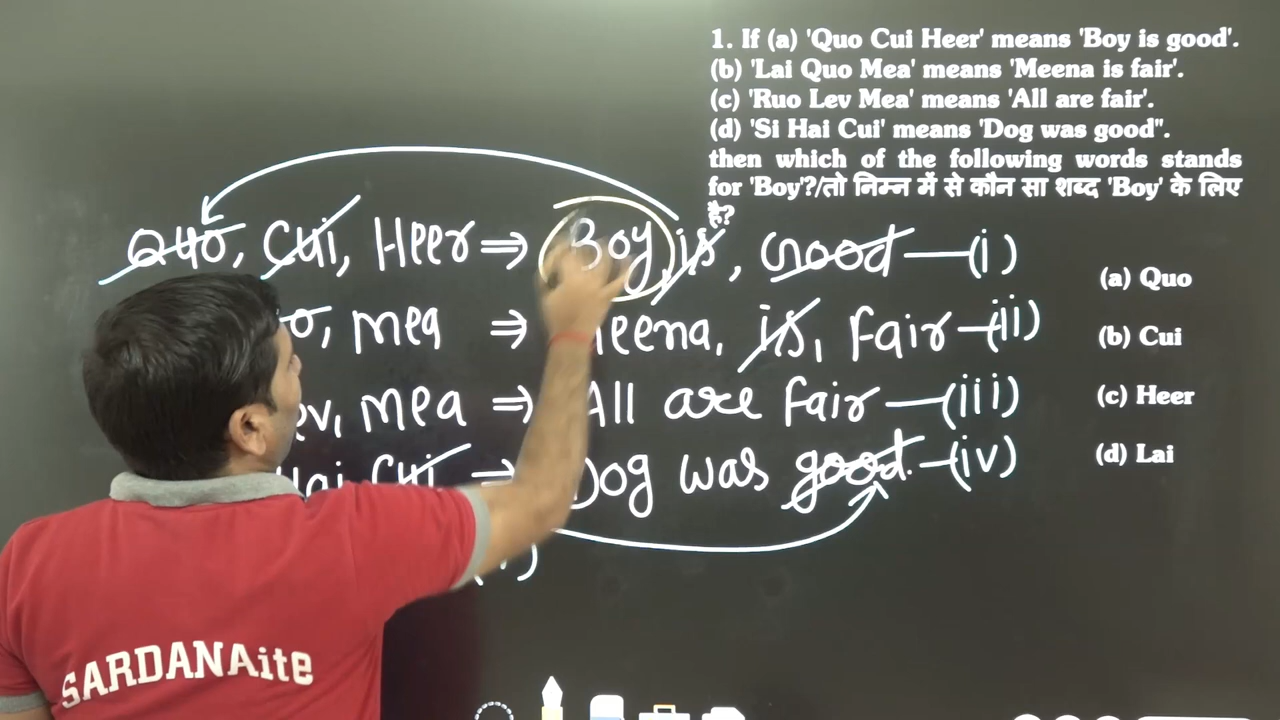 1. If (a) 'Quo Cui Heer' means 'Boy is good'.
(b) 'Lai Quo Mea' means 'Meena is fair'.
(c) 'Ruo Lev Mea' means 'All are fair'.
(d) 'Si Hai Cui' means 'Dog was good".
then which of the following words stands
for 'Boy'?/तो निम्न में से कौन सा शब्द 'Boy' के लिए
है?
Quo, Cui, Heer ⇒ Boy, is, Good —(i)
mea ⇒ is, fair —(ii)
mea ⇒ All are fair —(iii)
Cui ⇒ Dog was good. —(iv)
(a) Quo
(b) Cui
(c) Heer
(d) Lai
SARDANAite